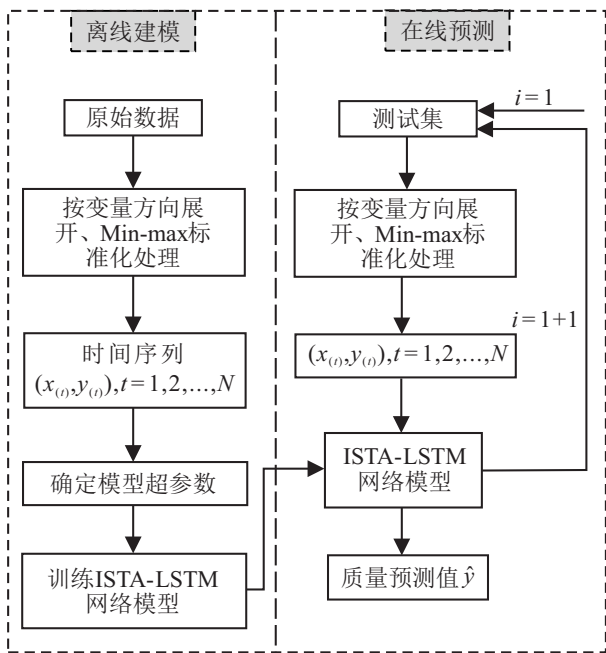 离线建模
原始数据
按变量方向展
开、Min-max标
准化处理
时间序列
(x₍ₜ₎,y₍ₜ₎),t=1,2,...,N
确定模型超参数
训练ISTA-LSTM
网络模型
在线预测
i=1
测试集
按变量方向展
开、Min-max标
准化处理
i=1+1
(x₍ₜ₎,y₍ₜ₎),t=1,2,...,N
ISTA-LSTM
网络模型
质量预测值ŷ